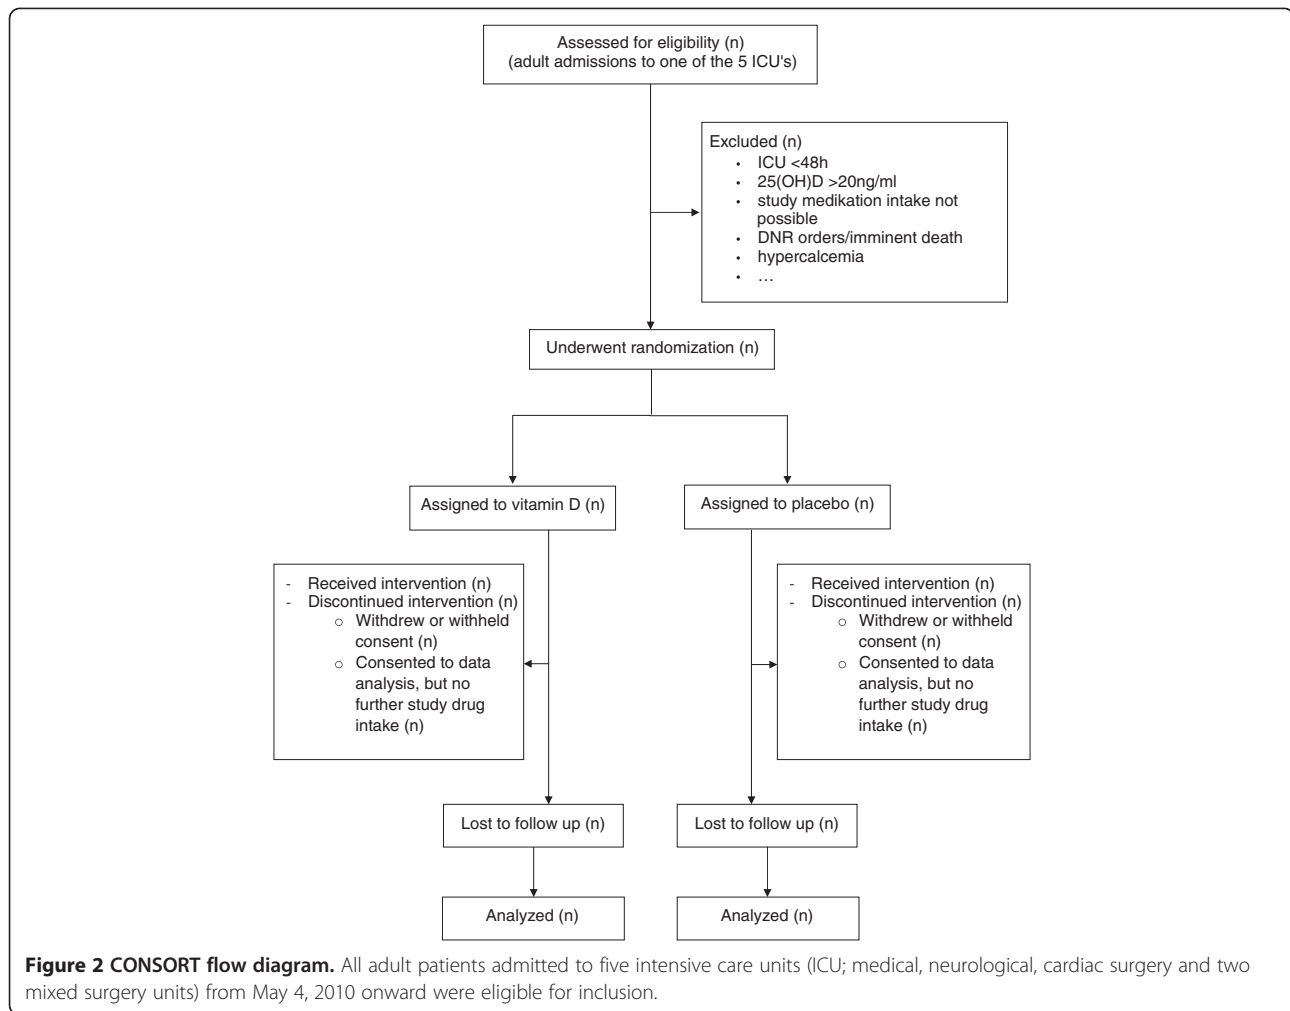 Assessed for eligibility (n)
(adult admissions to one of the 5 ICU's)
Excluded (n)
• ICU <48h
• 25(OH)D >20ng/ml
• study medikation intake not
possible
• DNR orders/imminent death
• hypercalcemia
• …
Underwent randomization (n)
Assigned to vitamin D (n)
Assigned to placebo (n)
- Received intervention (n)
- Discontinued intervention (n)
○ Withdrew or withheld
consent (n)
○ Consented to data
analysis, but no
further study drug
intake (n)
- Received intervention (n)
- Discontinued intervention (n)
○ Withdrew or withheld
consent (n)
○ Consented to data
analysis, but no
further study drug
intake (n)
Lost to follow up (n)
Lost to follow up (n)
Analyzed (n)
Analyzed (n)
Figure 2 CONSORT flow diagram. All adult patients admitted to five intensive care units (ICU; medical, neurological, cardiac surgery and two
mixed surgery units) from May 4, 2010 onward were eligible for inclusion.